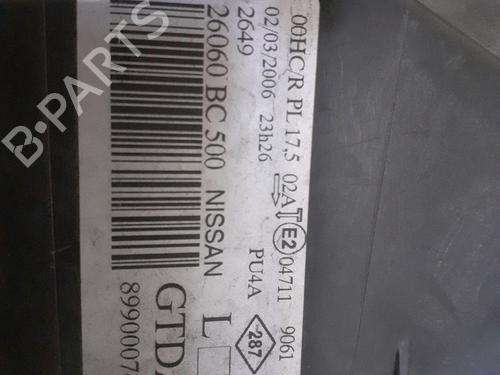 00HC/R PL 17,5 02A E2 04711 9061
02/03/2006 23h26 PU4A 287
2649
26060 BC 500 NISSAN L
GTD
8990007
B-PARTS